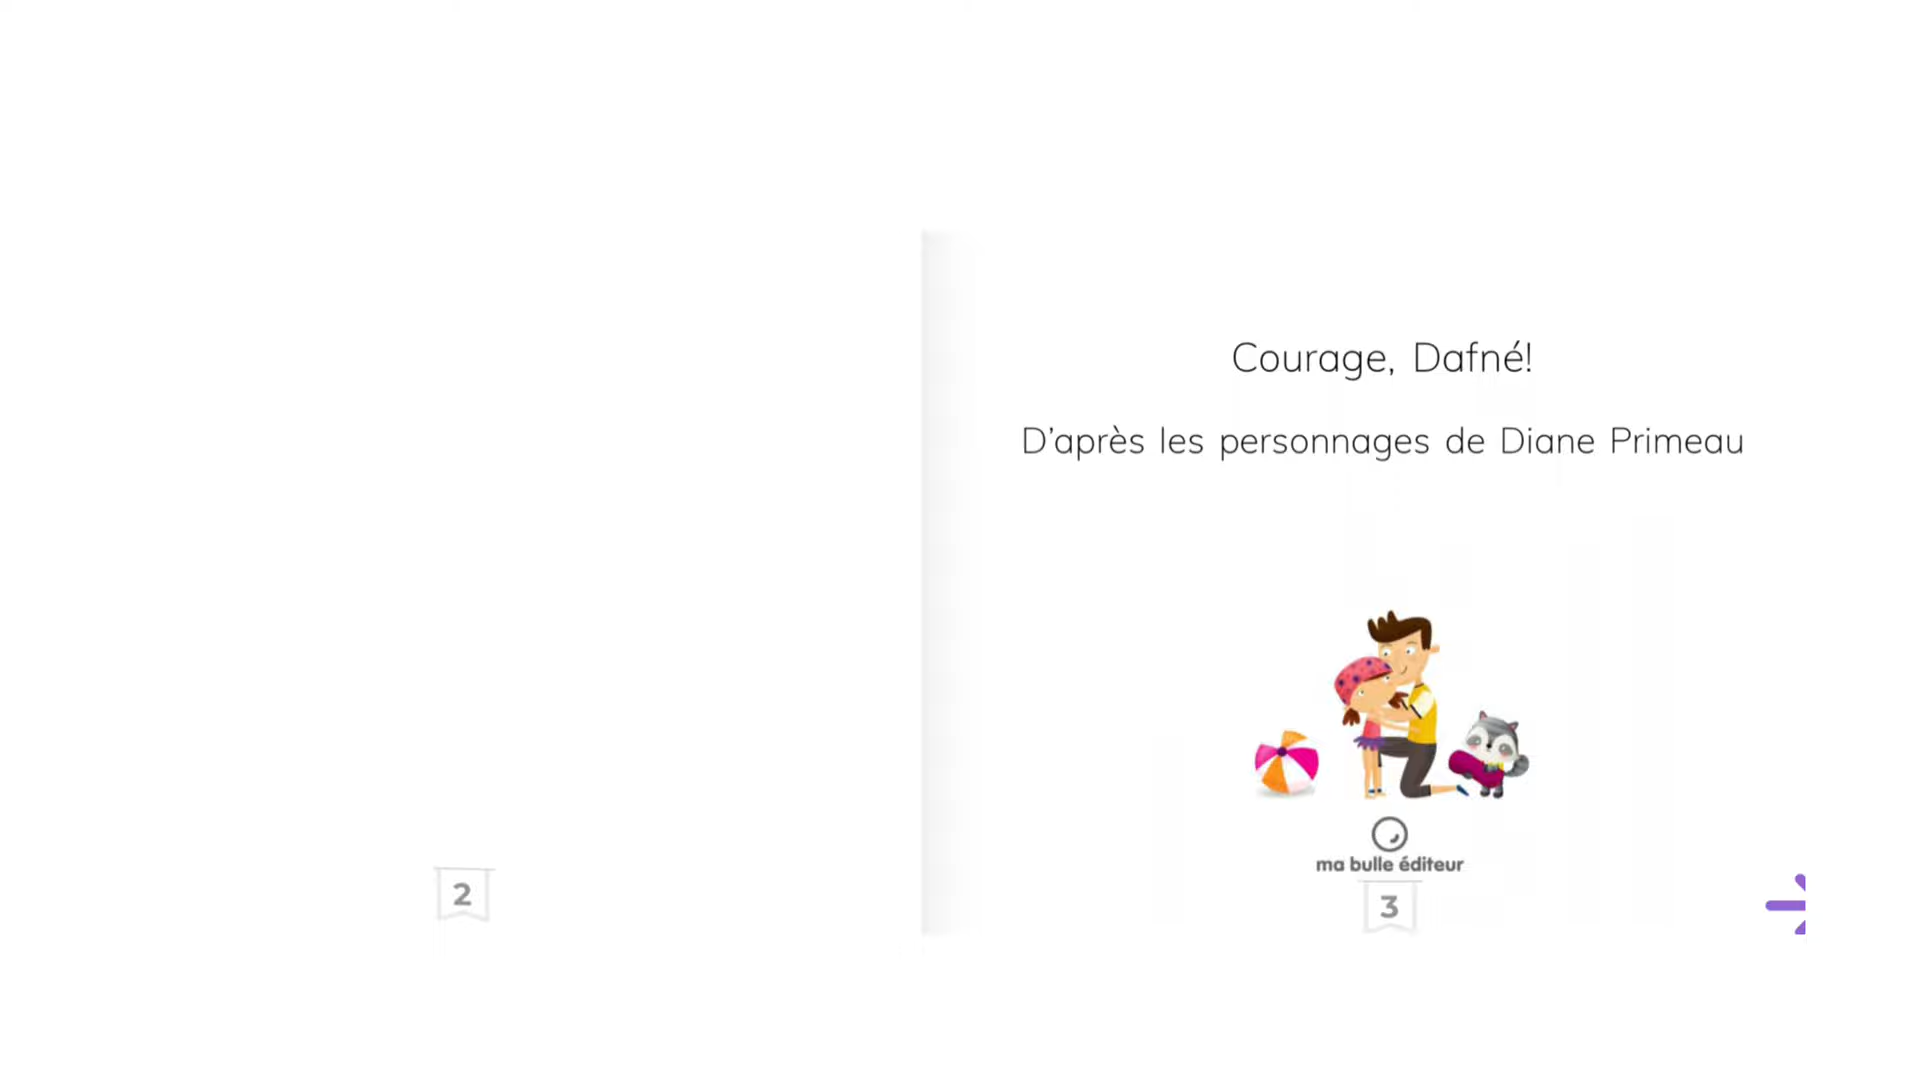 Courage, Dafné!
D'après les personnages de Diane Primeau
ma bulle éditeur
2
3